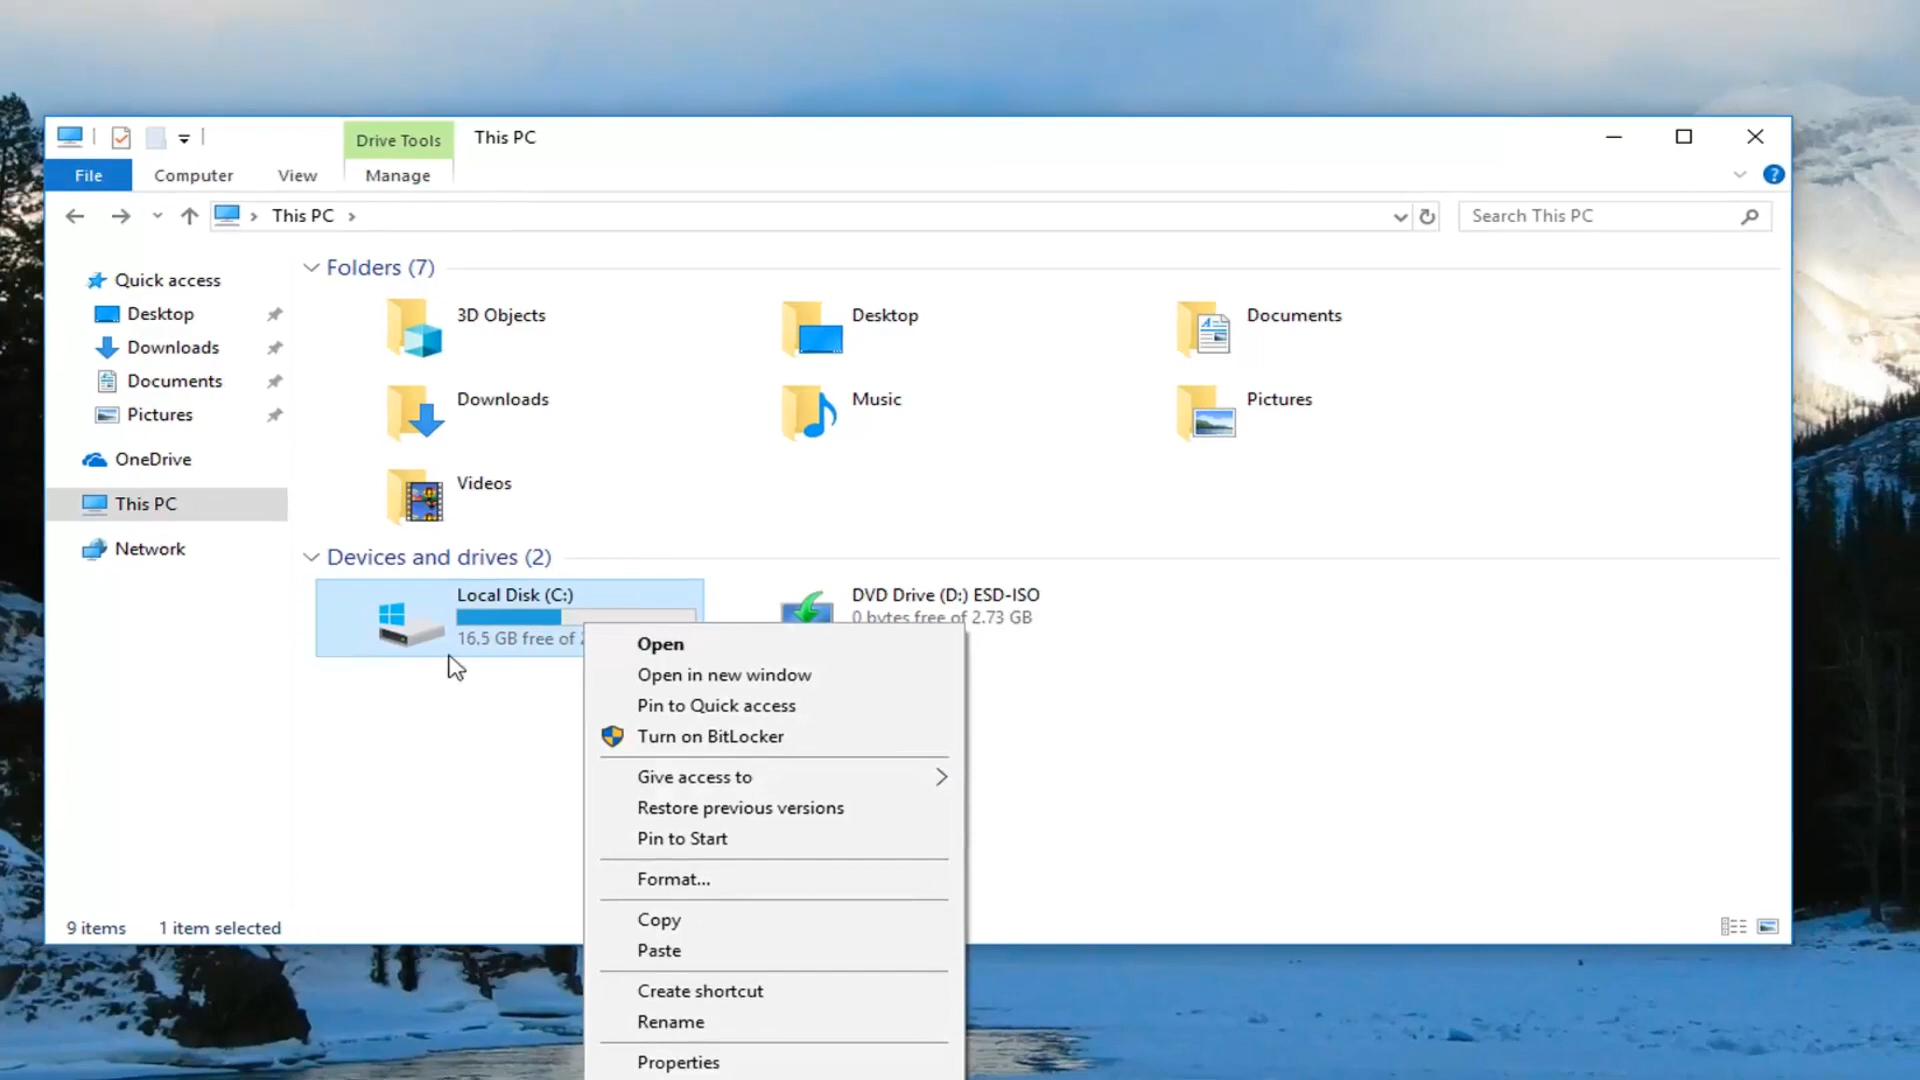 Drive Tools
This PC
File
Computer
View
Manage
This PC
Search This PC
Quick access
Desktop
Downloads
Documents
Pictures
OneDrive
This PC
Network
Folders (7)
3D Objects
Desktop
Documents
Downloads
Music
Pictures
Videos
Devices and drives (2)
Local Disk (C:)
16.5 GB free of
DVD Drive (D:) ESD-ISO
0 bytes free of 2.73 GB
Open
Open in new window
Pin to Quick access
Turn on BitLocker
Give access to
Restore previous versions
Pin to Start
Format...
Copy
Paste
Create shortcut
Rename
Properties
9 items
1 item selected